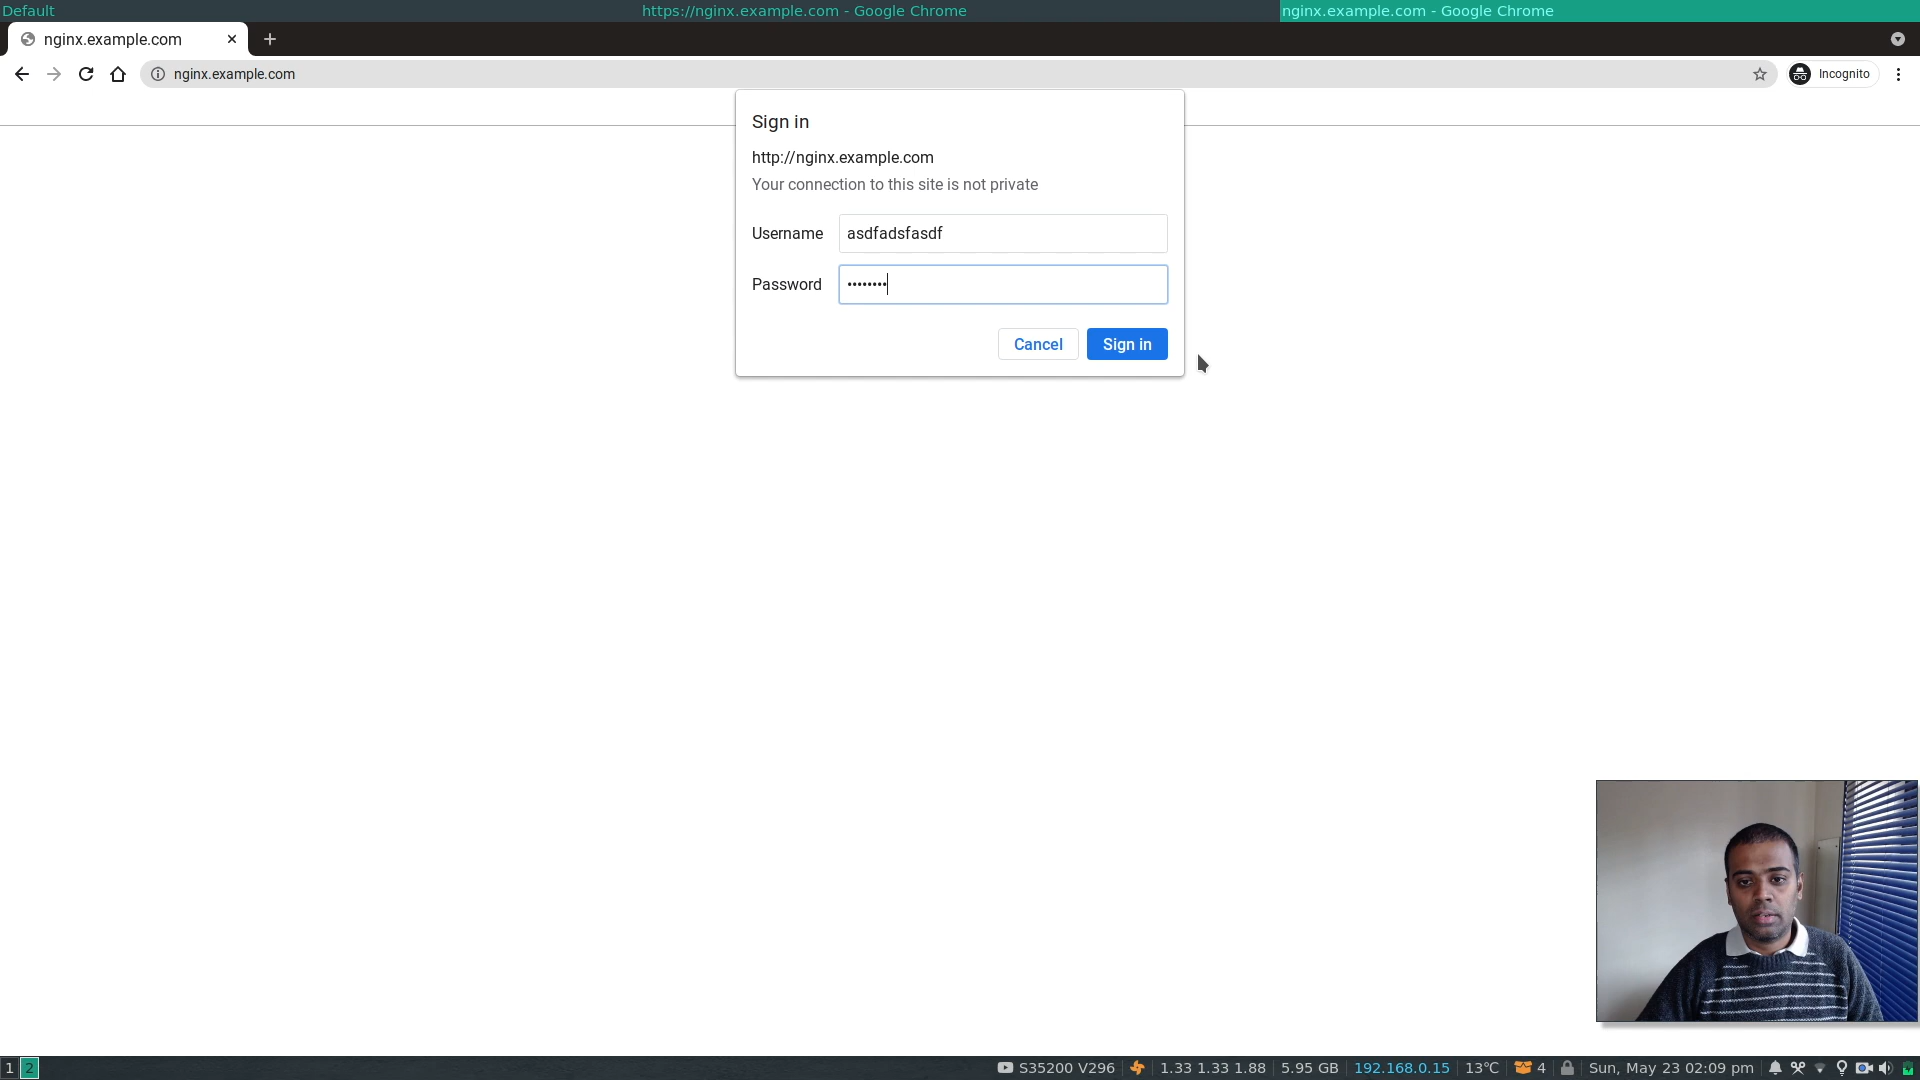 Default
https://nginx.example.com - Google Chrome
nginx.example.com - Google Chrome
nginx.example.com
nginx.example.com
Incognito
Sign in
http://nginx.example.com
Your connection to this site is not private
Username
asdfadsfasdf
Password
••••••••
Cancel
Sign in
1 2
S35200 V296 1.33 1.33 1.88 5.95 GB 192.168.0.15 13°C 4 Sun, May 23 02:09 pm